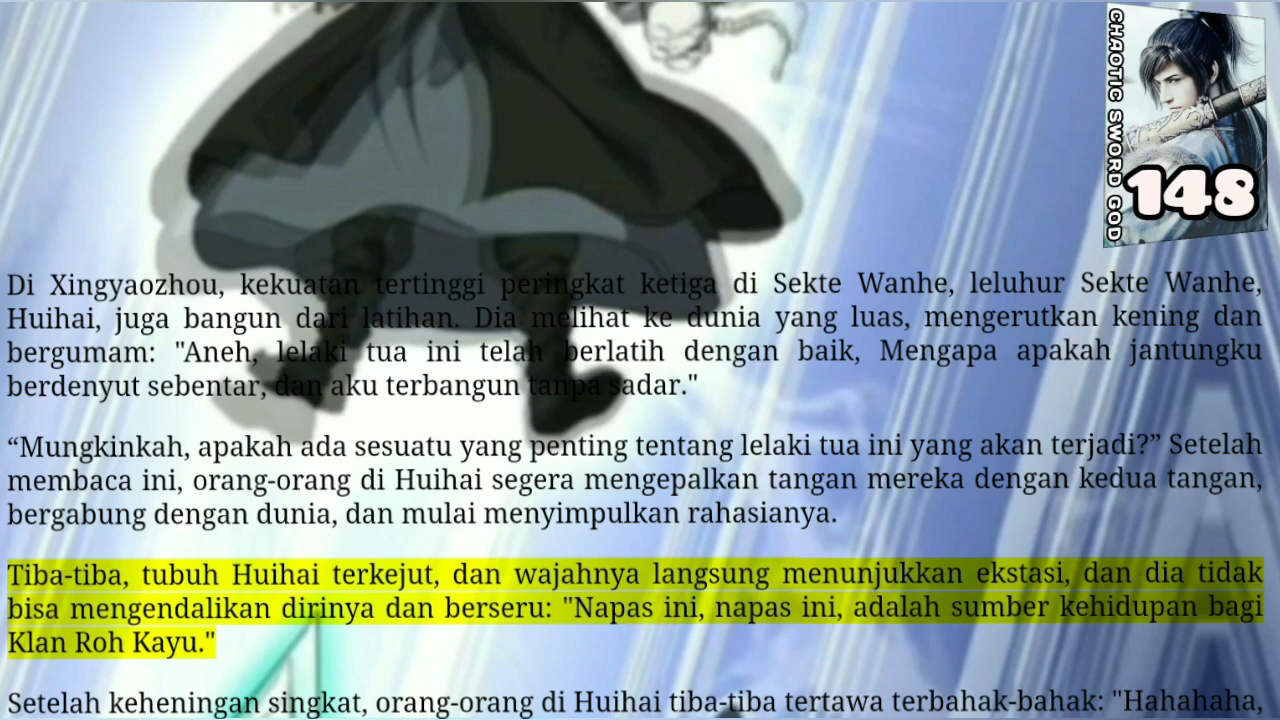 CHAOTIC SWORD GOD
148
Di Xingyaozhou, kekuatan tertinggi peringkat ketiga di Sekte Wanhe, leluhur Sekte Wanhe,
Huihai, juga bangun dari latihan. Dia melihat ke dunia yang luas, mengerutkan kening dan
bergumam: "Aneh, lelaki tua ini telah berlatih dengan baik, Mengapa apakah jantungku
berdenyut sebentar, dan aku terbangun tanpa sadar."
“Mungkinkah, apakah ada sesuatu yang penting tentang lelaki tua ini yang akan terjadi?” Setelah
membaca ini, orang-orang di Huihai segera mengepalkan tangan mereka dengan kedua tangan,
bergabung dengan dunia, dan mulai menyimpulkan rahasianya.
Tiba-tiba, tubuh Huihai terkejut, dan wajahnya langsung menunjukkan ekstasi, dan dia tidak
bisa mengendalikan dirinya dan berseru: "Napas ini, napas ini, adalah sumber kehidupan bagi
Klan Roh Kayu."
Setelah keheningan singkat, orang-orang di Huihai tiba-tiba tertawa terbahak-bahak: "Hahahaha,